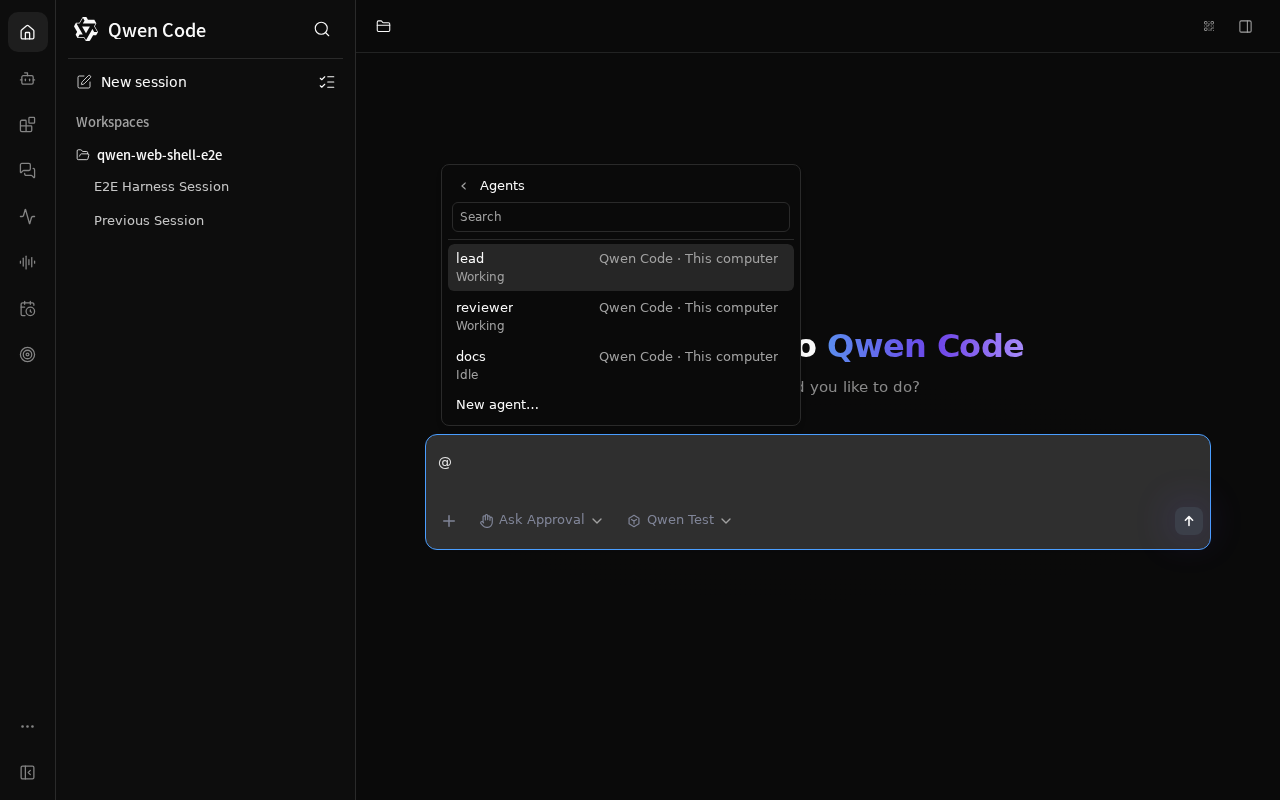 Qwen Code
New session
Workspaces
qwen-web-shell-e2e
E2E Harness Session
Previous Session
Agents
Search
lead Qwen Code · This computer
Working
reviewer Qwen Code · This computer
Working
docs Qwen Code · This computer
Idle
New agent...
o Qwen Code
d you like to do?
@
Ask Approval
Qwen Test